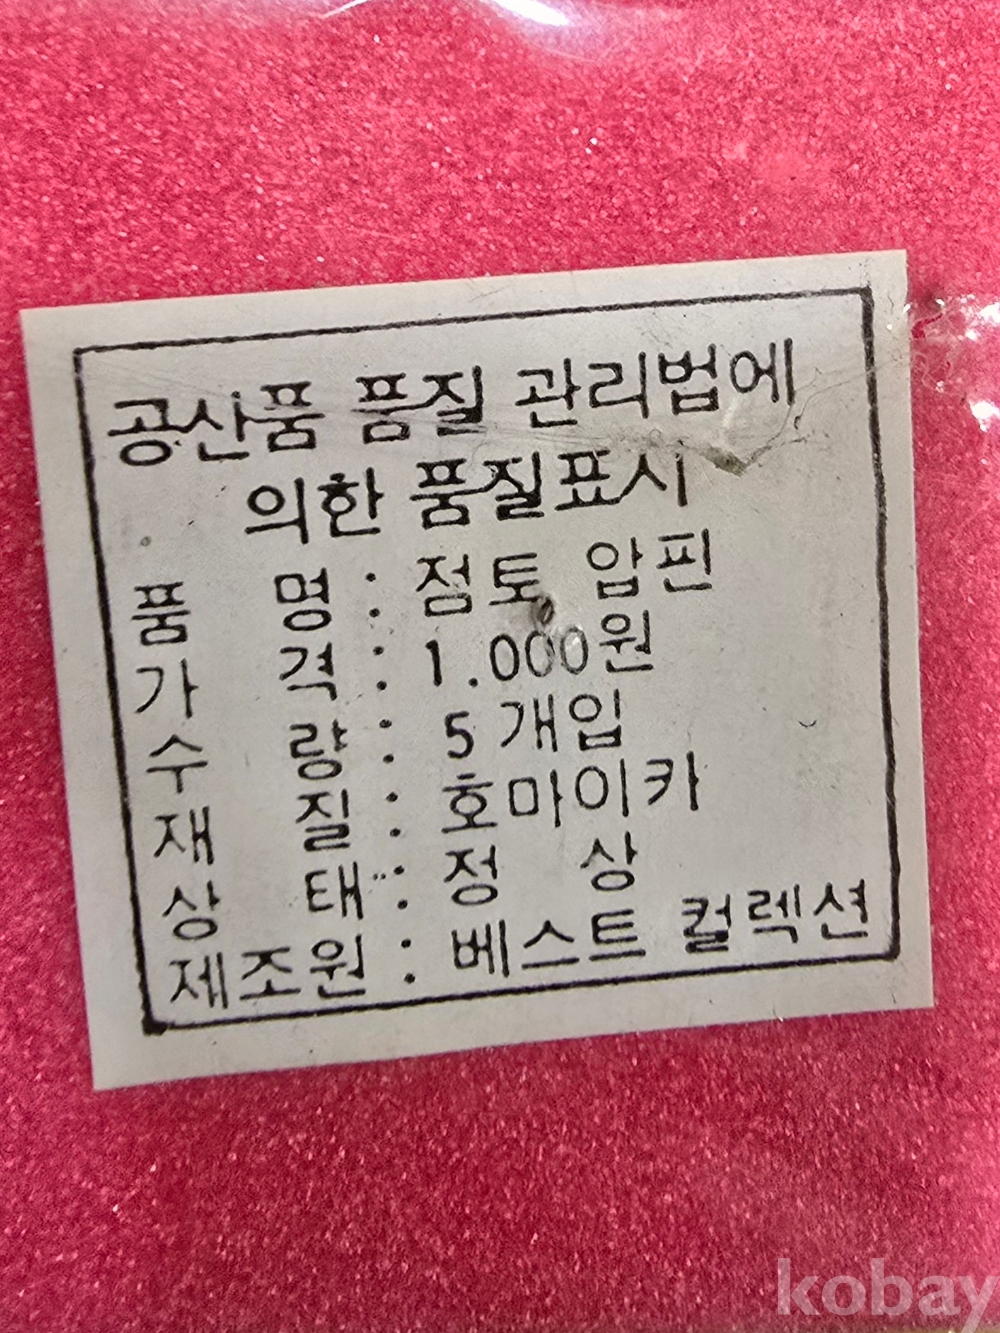 공산품 품질 관리법에
의한 품질표시
품 명 : 점토, 압핀
가 격 : 1.000원
수 량 : 5개입
재 질 : 호마이카
상 태 : 정 상
제조원 : 베스트 컬렉션
kobay